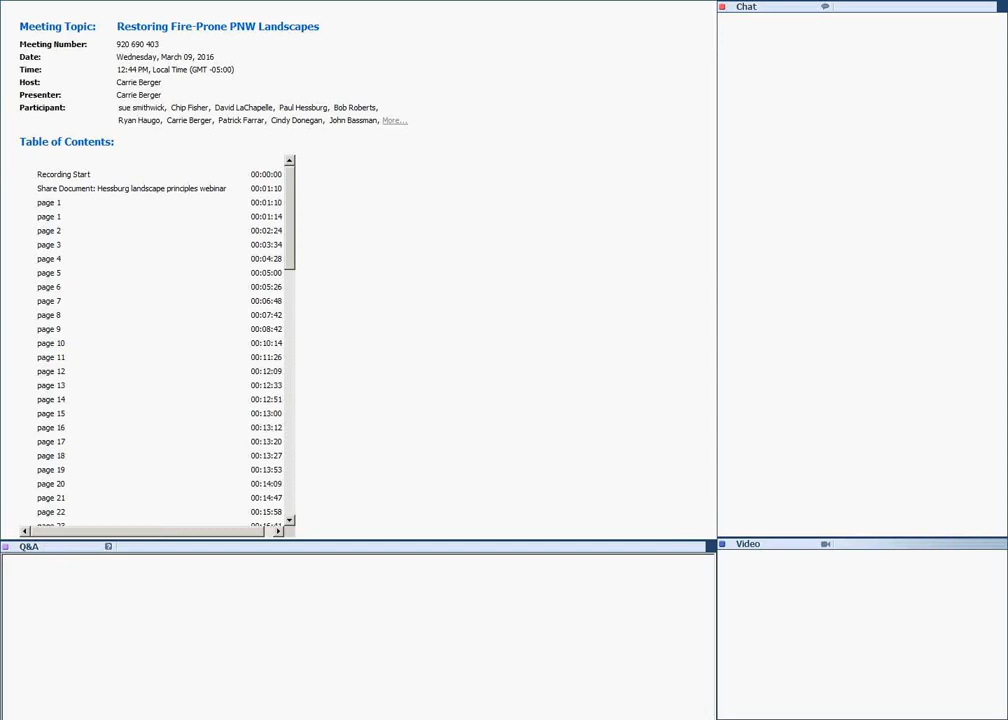 Meeting Topic: Restoring Fire-Prone PNW Landscapes
Meeting Number: 920 690 403
Date: Wednesday, March 09, 2016
Time: 12:44 PM, Local Time (GMT -05:00)
Host: Carrie Berger
Presenter: Carrie Berger
Participant: sue smithwick, Chip Fisher, David LaChapelle, Paul Hessburg, Bob Roberts,
Ryan Haugo, Carrie Berger, Patrick Farrar, Cindy Donegan, John Bassman, More...
Table of Contents:
Recording Start 00:00:00
Share Document: Hessburg landscape principles webinar 00:01:10
page 1 00:01:10
page 1 00:01:14
page 2 00:02:24
page 3 00:03:34
page 4 00:04:28
page 5 00:05:00
page 6 00:05:26
page 7 00:06:48
page 8 00:07:42
page 9 00:08:42
page 10 00:10:14
page 11 00:11:26
page 12 00:12:09
page 13 00:12:33
page 14 00:12:51
page 15 00:13:00
page 16 00:13:12
page 17 00:13:20
page 18 00:13:27
page 19 00:13:53
page 20 00:14:09
page 21 00:14:47
page 22 00:15:58
page 23
Q&A
Chat
Video